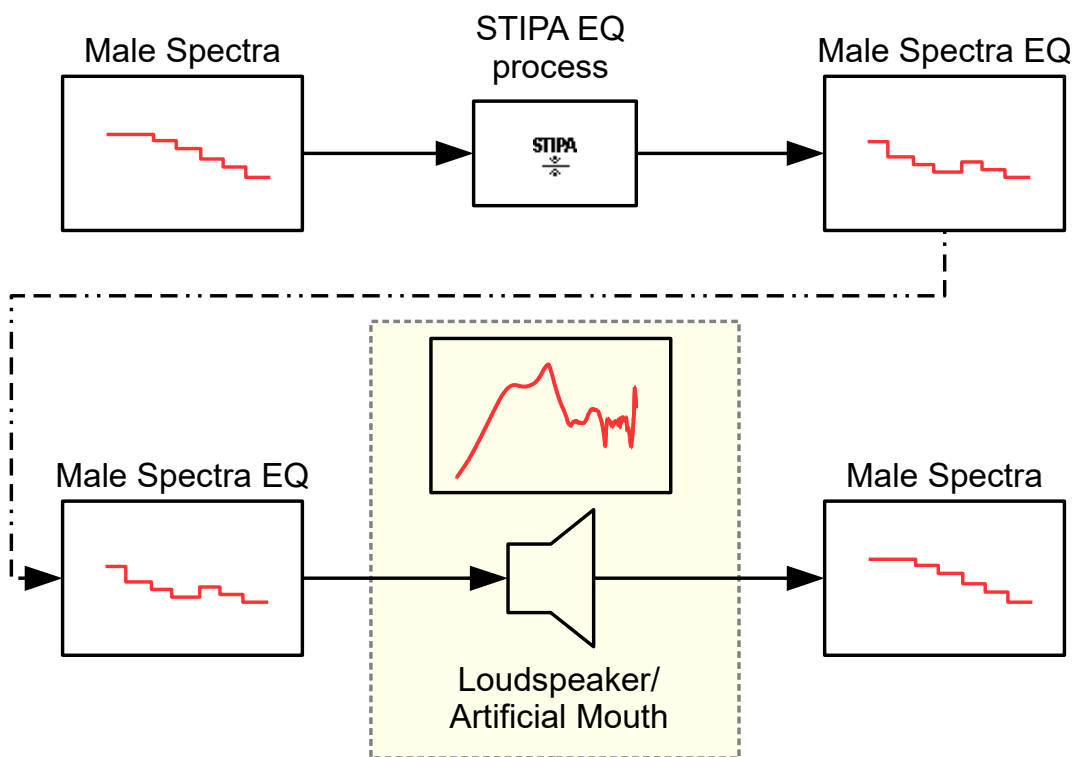 Male Spectra
STIPA EQ
process
Male Spectra EQ
STIPA
Male Spectra EQ
Male Spectra
Loudspeaker/
Artificial Mouth